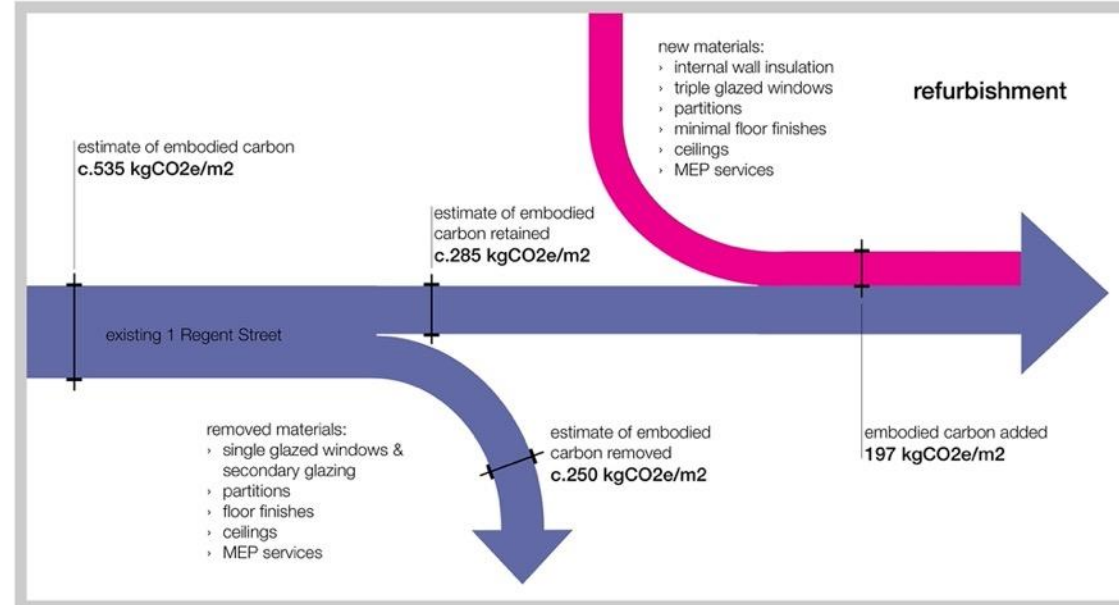 new materials:
› internal wall insulation
› triple glazed windows
› partitions
› minimal floor finishes
› ceilings
› MEP services
refurbishment
estimate of embodied carbon
c.535 kgCO2e/m2
estimate of embodied
carbon retained
c.285 kgCO2e/m2
existing 1 Regent Street
removed materials:
› single glazed windows &
secondary glazing
› partitions
› floor finishes
› ceilings
› MEP services
estimate of embodied
carbon removed
c.250 kgCO2e/m2
embodied carbon added
197 kgCO2e/m2